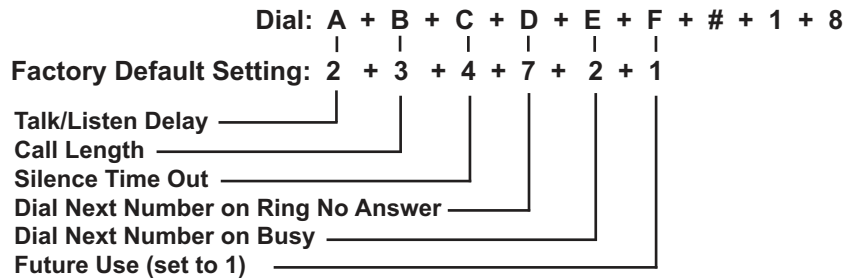 Dial: A + B + C + D + E + F + # + 1 + 8
Factory Default Setting: 2 + 3 + 4 + 7 + 2 + 1
Talk/Listen Delay
Call Length
Silence Time Out
Dial Next Number on Ring No Answer
Dial Next Number on Busy
Future Use (set to 1)